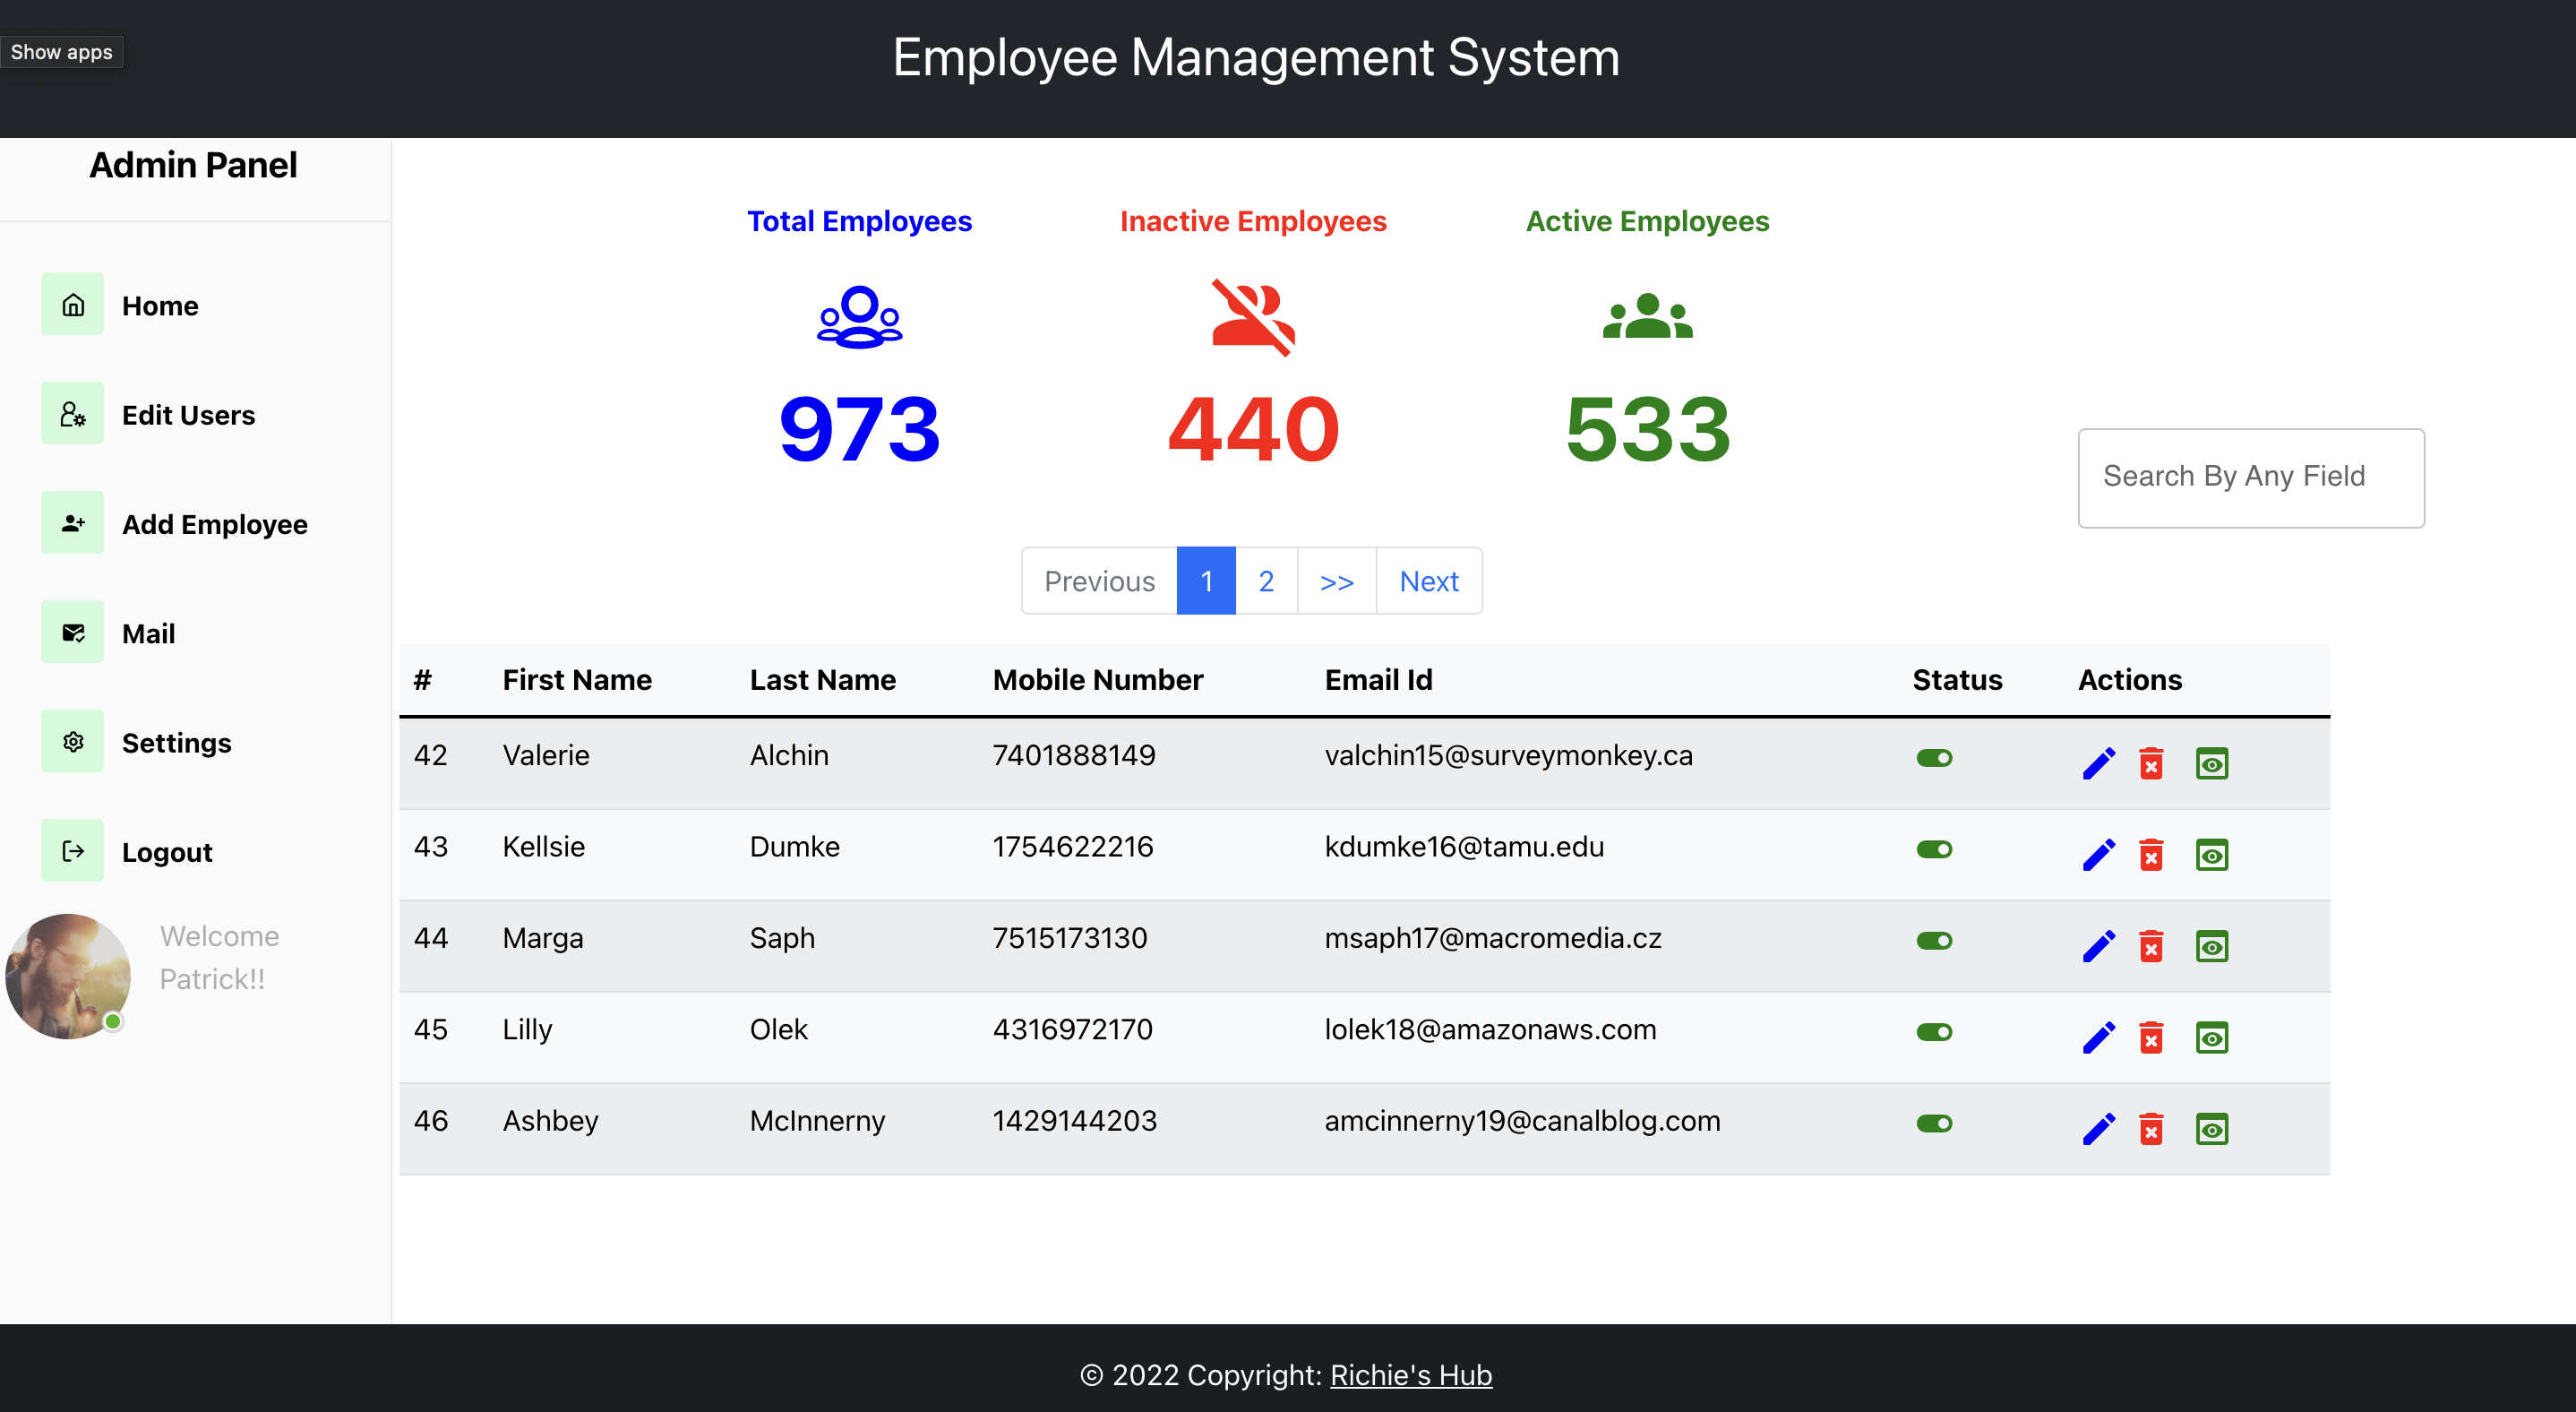 Show apps
Employee Management System
Admin Panel
Home
Edit Users
Add Employee
Mail
Settings
Logout
Welcome
Patrick!!
Total Employees Inactive Employees Active Employees
973 440 533
Search By Any Field
Previous 1 2 >> Next
# First Name Last Name Mobile Number Email Id Status Actions
42 Valerie Alchin 7401888149 valchin15@surveymonkey.ca
43 Kellsie Dumke 1754622216 kdumke16@tamu.edu
44 Marga Saph 7515173130 msaph17@macromedia.cz
45 Lilly Olek 4316972170 lolek18@amazonaws.com
46 Ashbey McInnerny 1429144203 amcinnerny19@canalblog.com
© 2022 Copyright: Richie's Hub